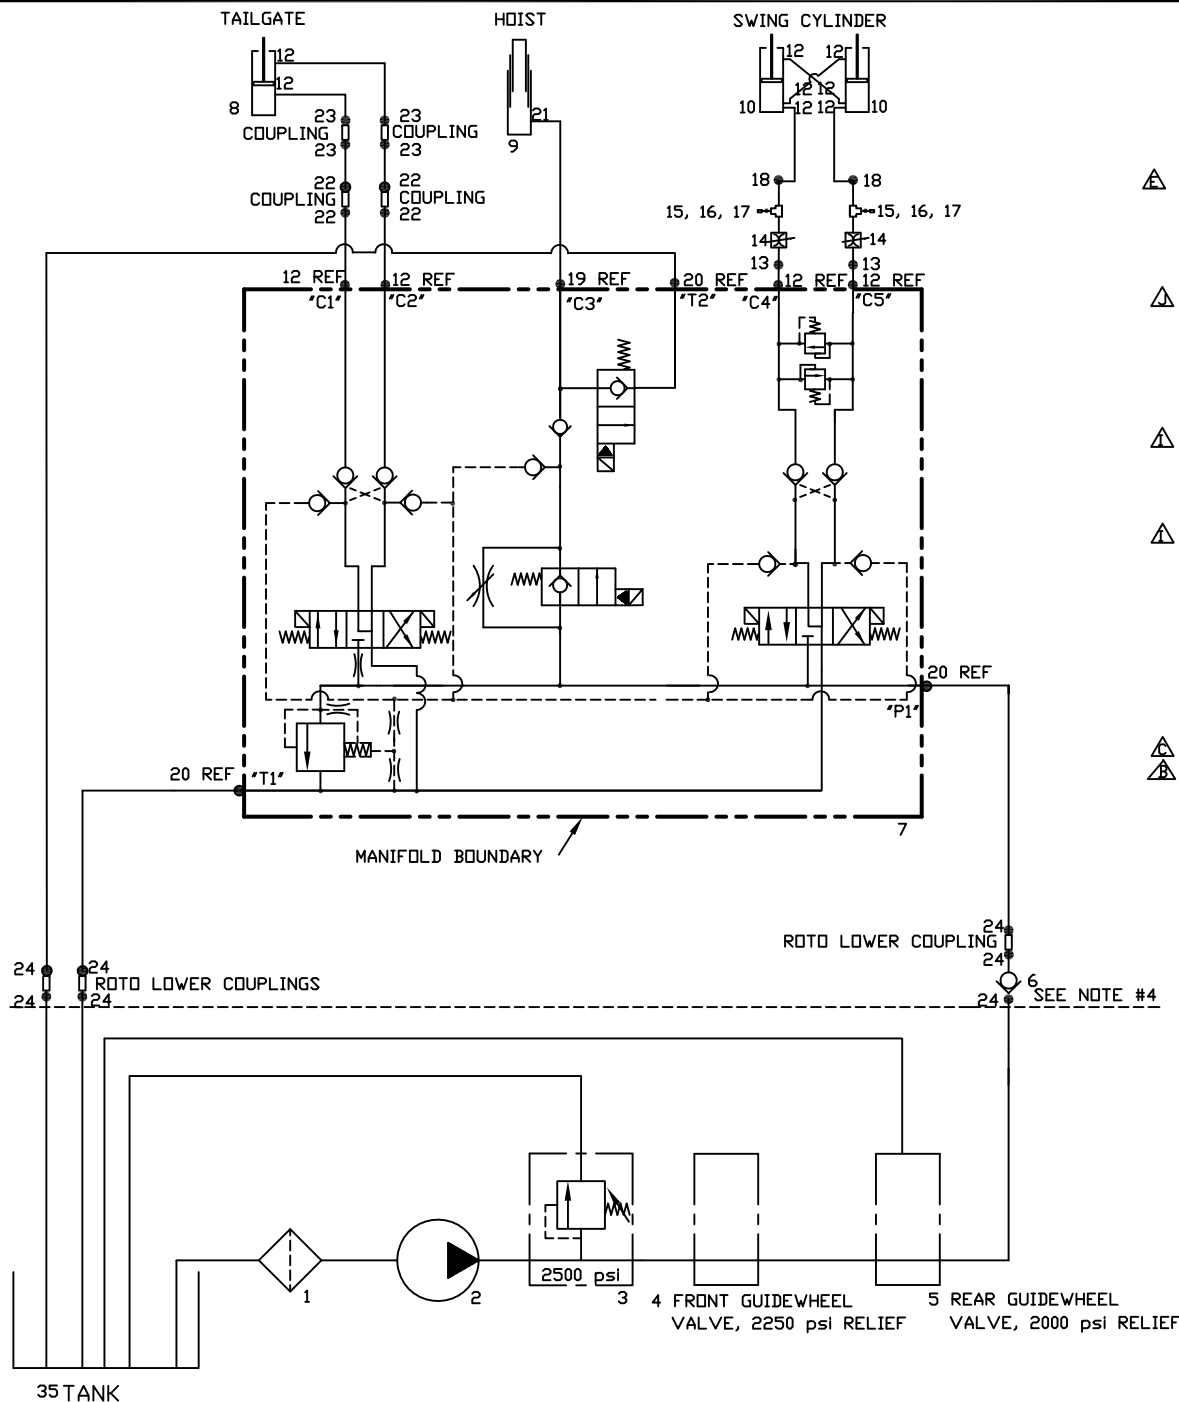 TAILGATE
HOIST
SWING CYLINDER
12
12
8
21
9
12
12
12
12
12
12
10
10
23
23
COUPLING
COUPLING
23
23
22
22
COUPLING
COUPLING
22
22
18
18
E
15, 16, 17
15, 16, 17
14
14
13
13
12 REF
12 REF
19 REF
20 REF
12 REF
12 REF
"C1"
"C2"
"C3"
"T2"
"C4"
"C5"
J
I
I
20 REF
"P1"
C
B
20 REF
"T1"
7
MANIFOLD BOUNDARY
24
ROTO LOWER COUPLING
24
24
24
ROTO LOWER COUPLINGS
6
24
24
24
SEE NOTE #4
2500 psi
1
2
3
4 FRONT GUIDEWHEEL
VALVE, 2250 psi RELIEF
5 REAR GUIDEWHEEL
VALVE, 2000 psi RELIEF
35 TANK